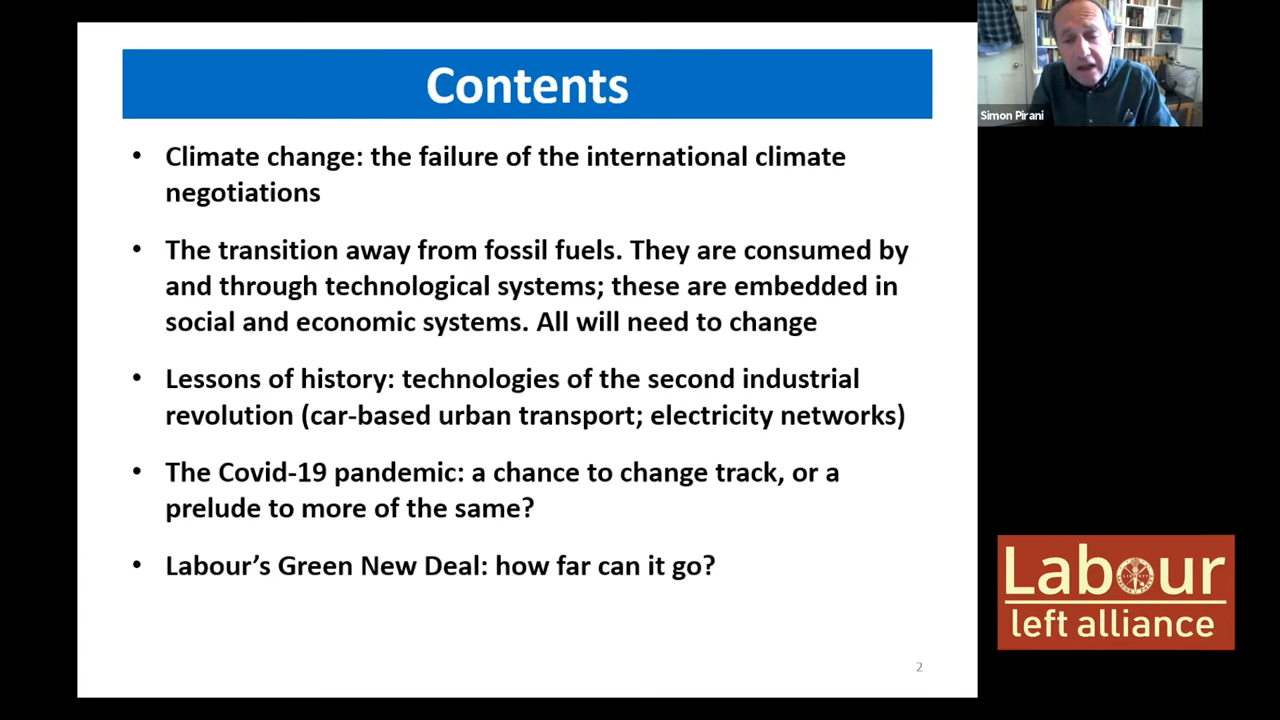 Contents
• Climate change: the failure of the international climate
negotiations
• The transition away from fossil fuels. They are consumed by
and through technological systems; these are embedded in
social and economic systems. All will need to change
• Lessons of history: technologies of the second industrial
revolution (car-based urban transport; electricity networks)
• The Covid-19 pandemic: a chance to change track, or a
prelude to more of the same?
• Labour’s Green New Deal: how far can it go?
2
Simon Pirani
Labour
left alliance